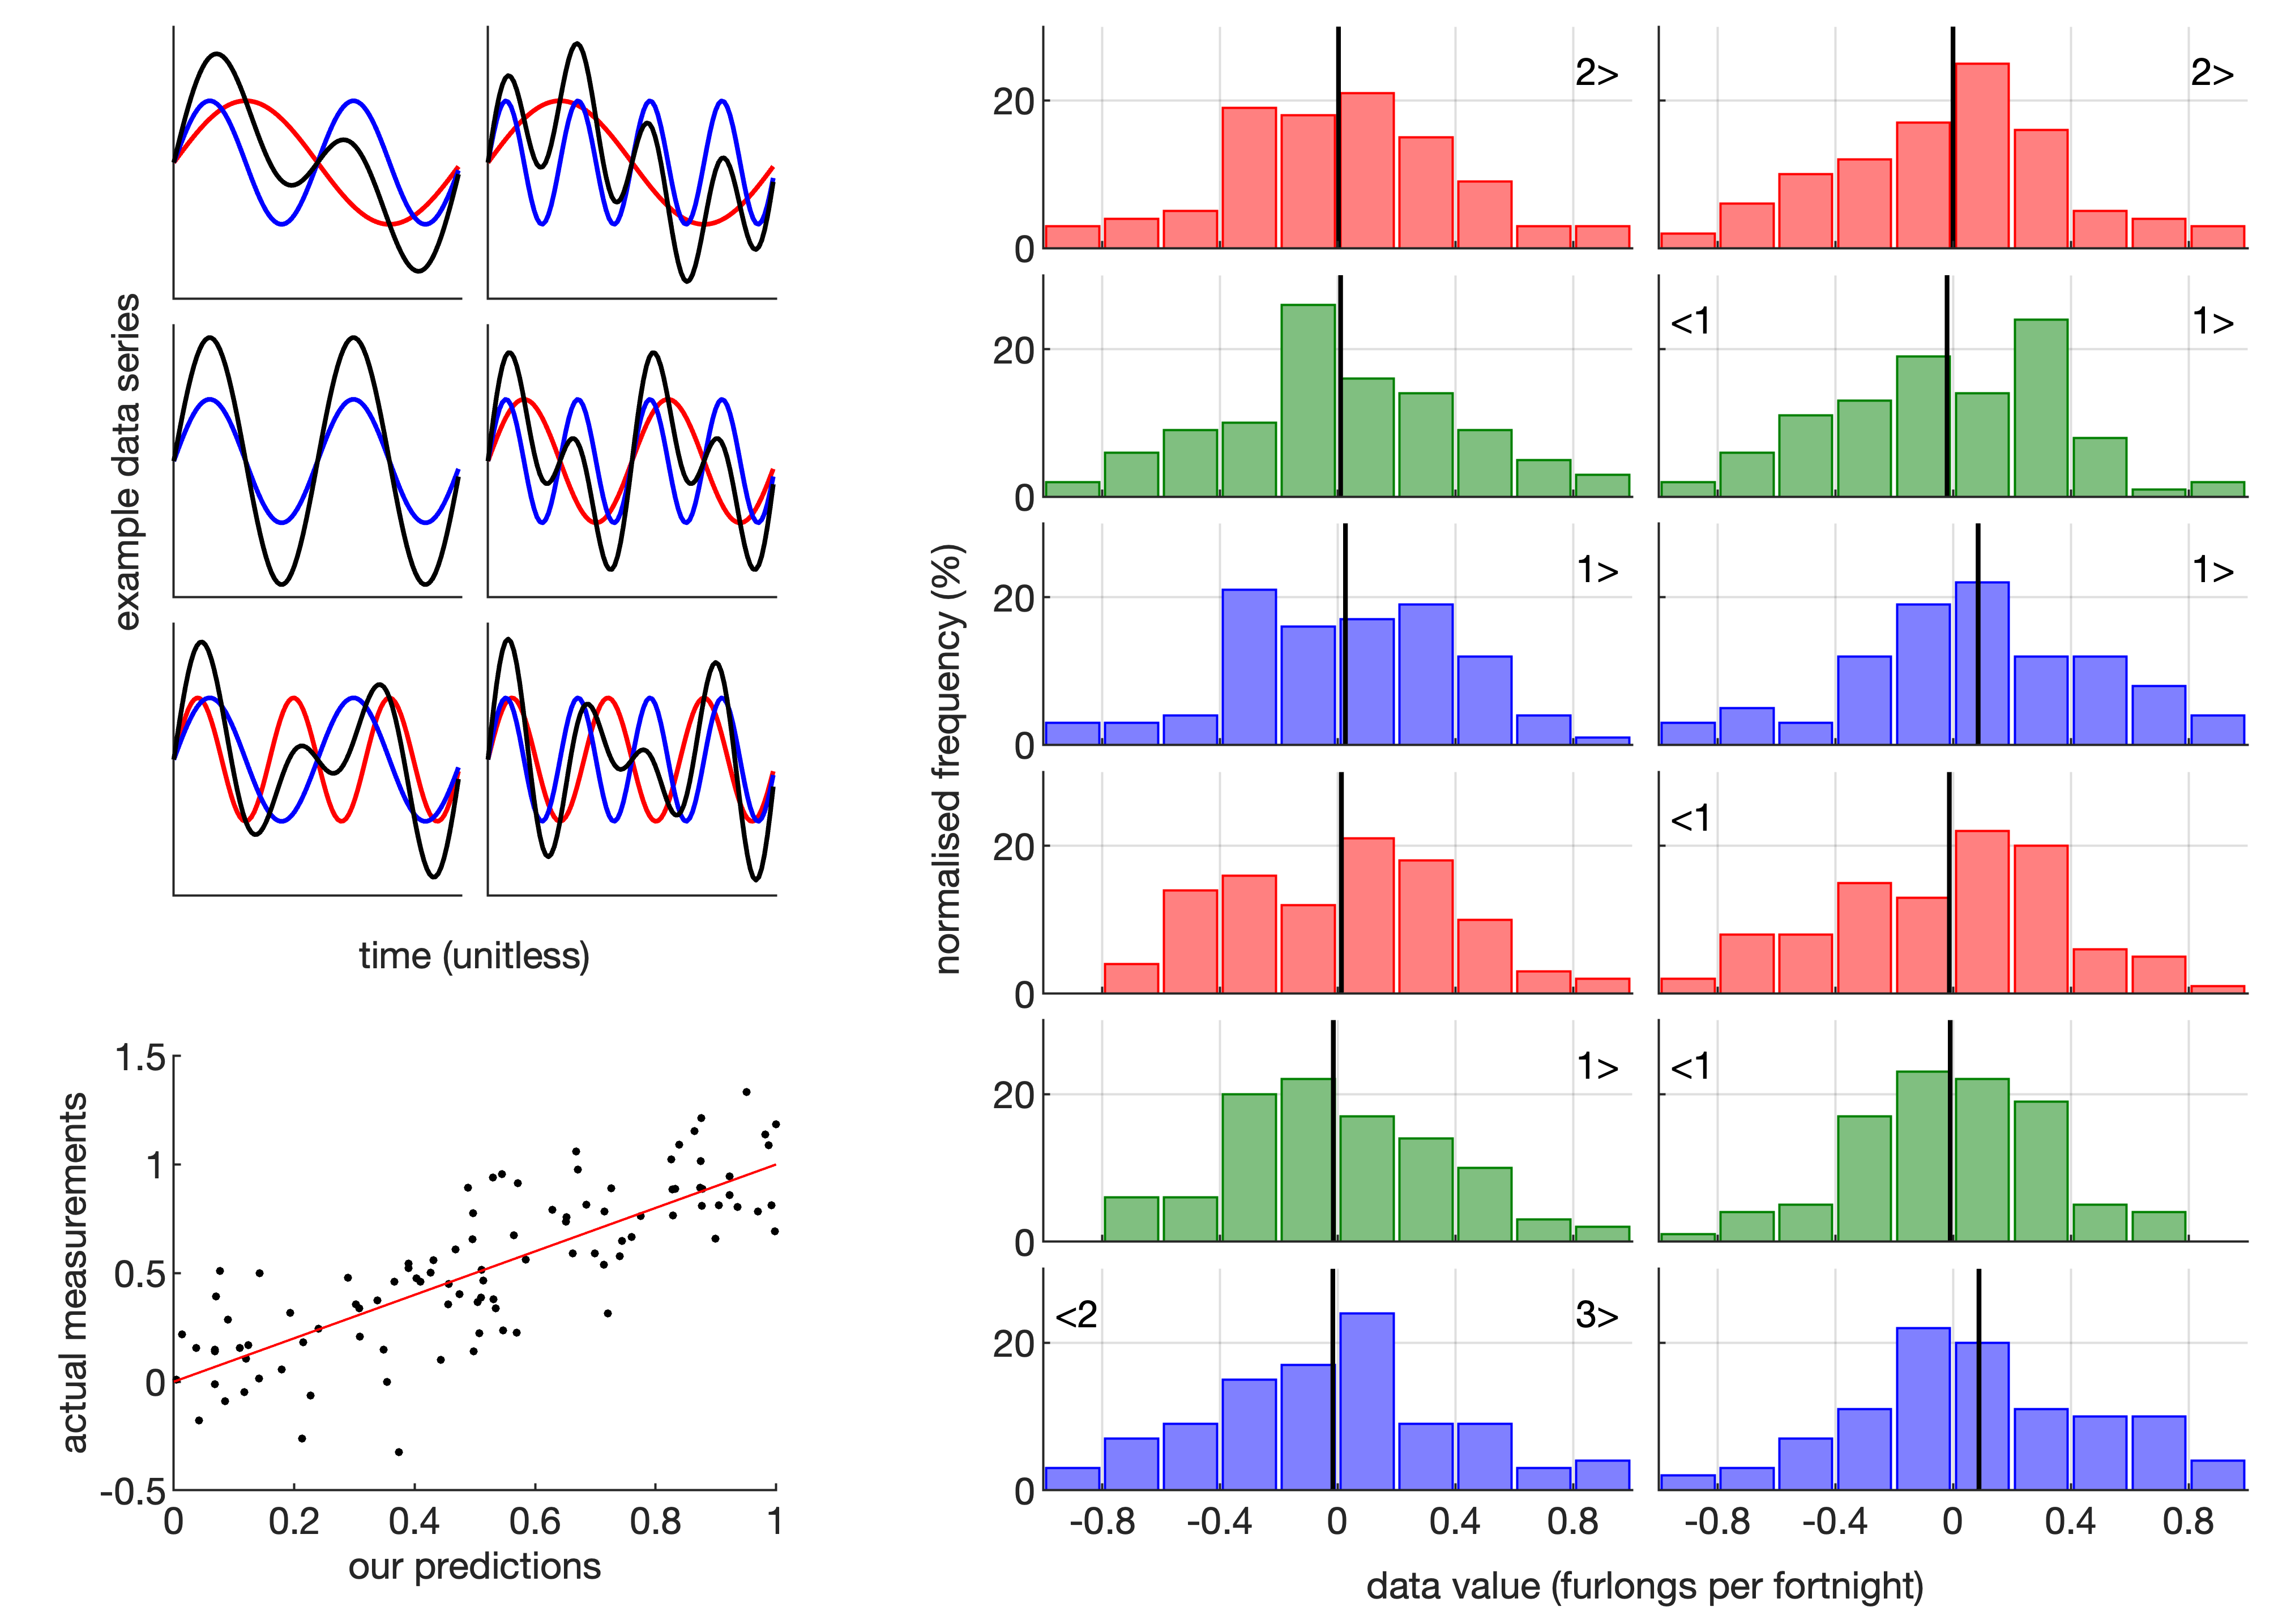 example data series
time (unitless)
1.5
1
0.5
0
-0.5
0 0.2 0.4 0.6 0.8 1
actual measurements
our predictions
normalised frequency (%)
20
0
2>
2>
20
0
<1 1>
20
0
1>
1>
20
0
<1
20
0
1>
<1
20
0
<2 3>
-0.8 -0.4 0 0.4 0.8
-0.8 -0.4 0 0.4 0.8
data value (furlongs per fortnight)